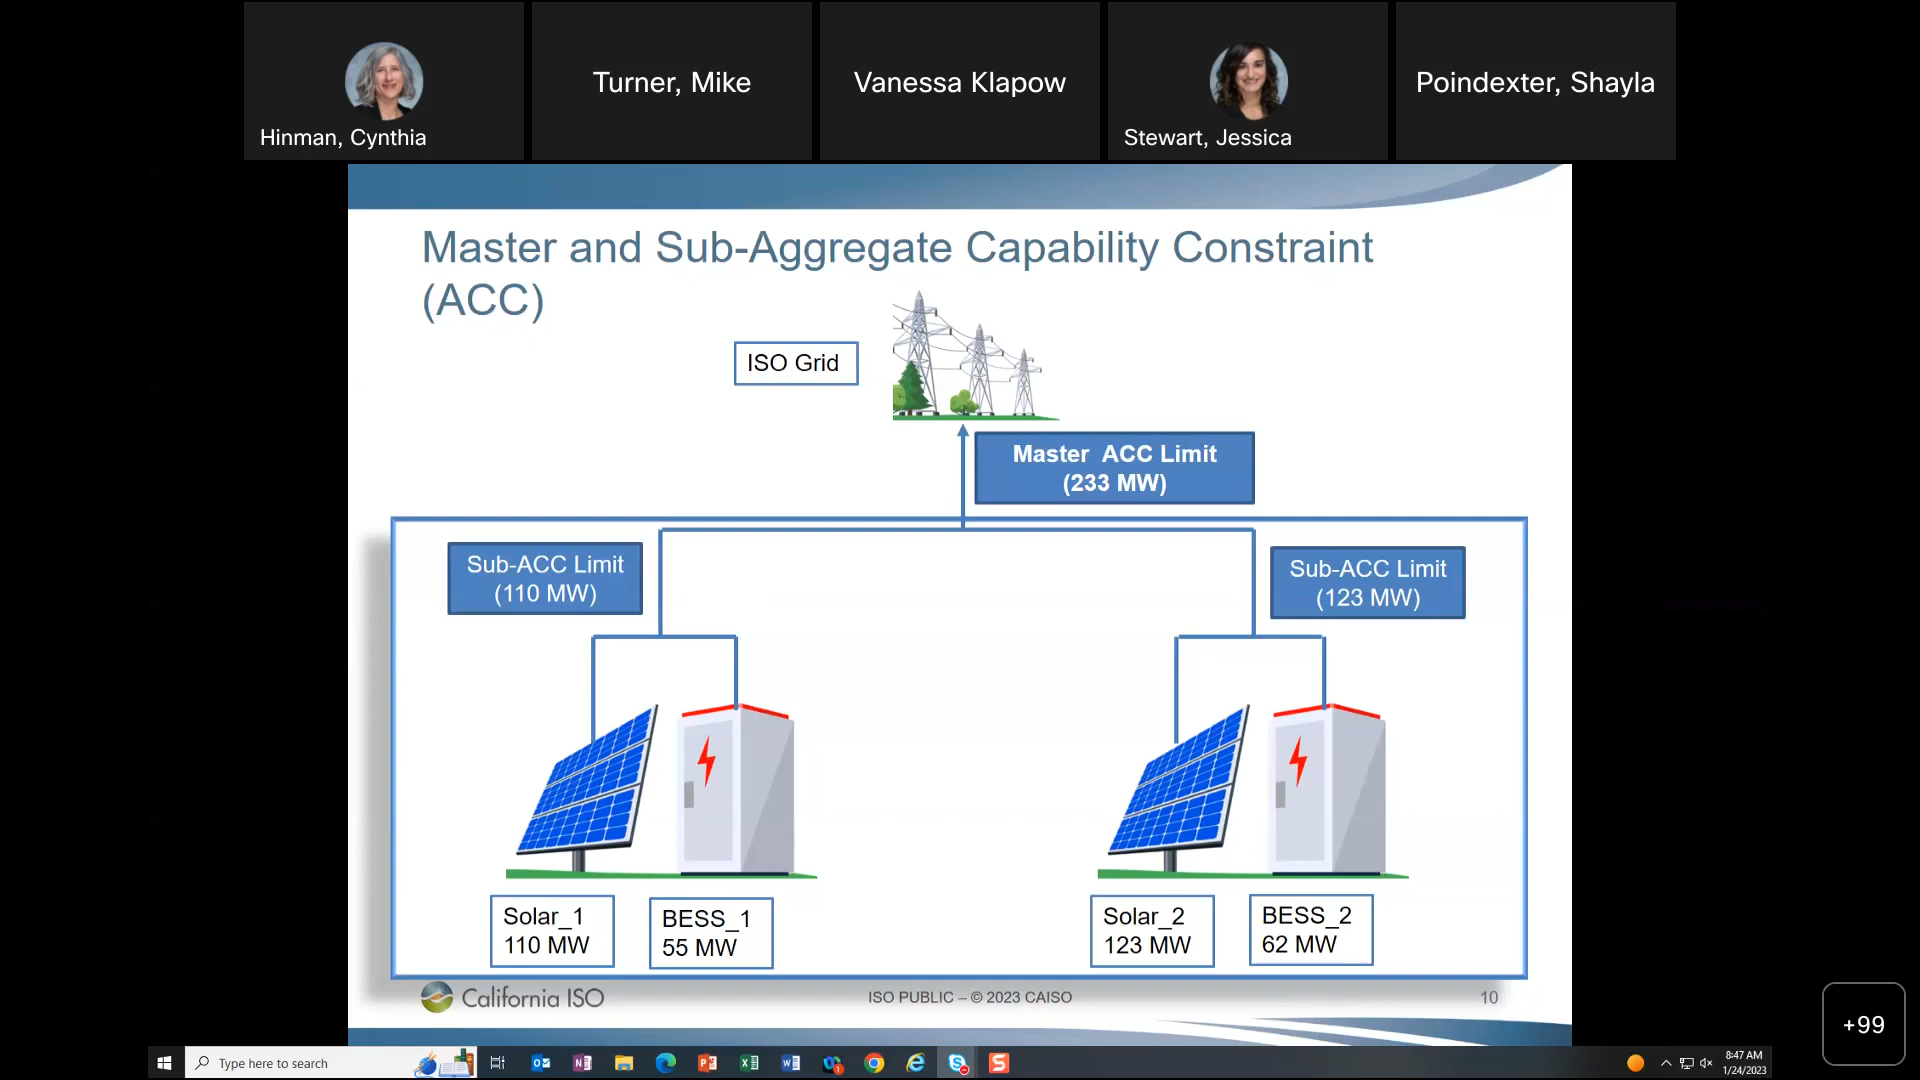 Hinman, Cynthia
Turner, Mike
Vanessa Klapow
Stewart, Jessica
Poindexter, Shayla
Master and Sub-Aggregate Capability Constraint
(ACC)
ISO Grid
Master ACC Limit
(233 MW)
Sub-ACC Limit
(110 MW)
Sub-ACC Limit
(123 MW)
Solar_1
110 MW
BESS_1
55 MW
Solar_2
123 MW
BESS_2
62 MW
California ISO
ISO PUBLIC – © 2023 CAISO
10
+99
Type here to search
8:47 AM
1/24/2023